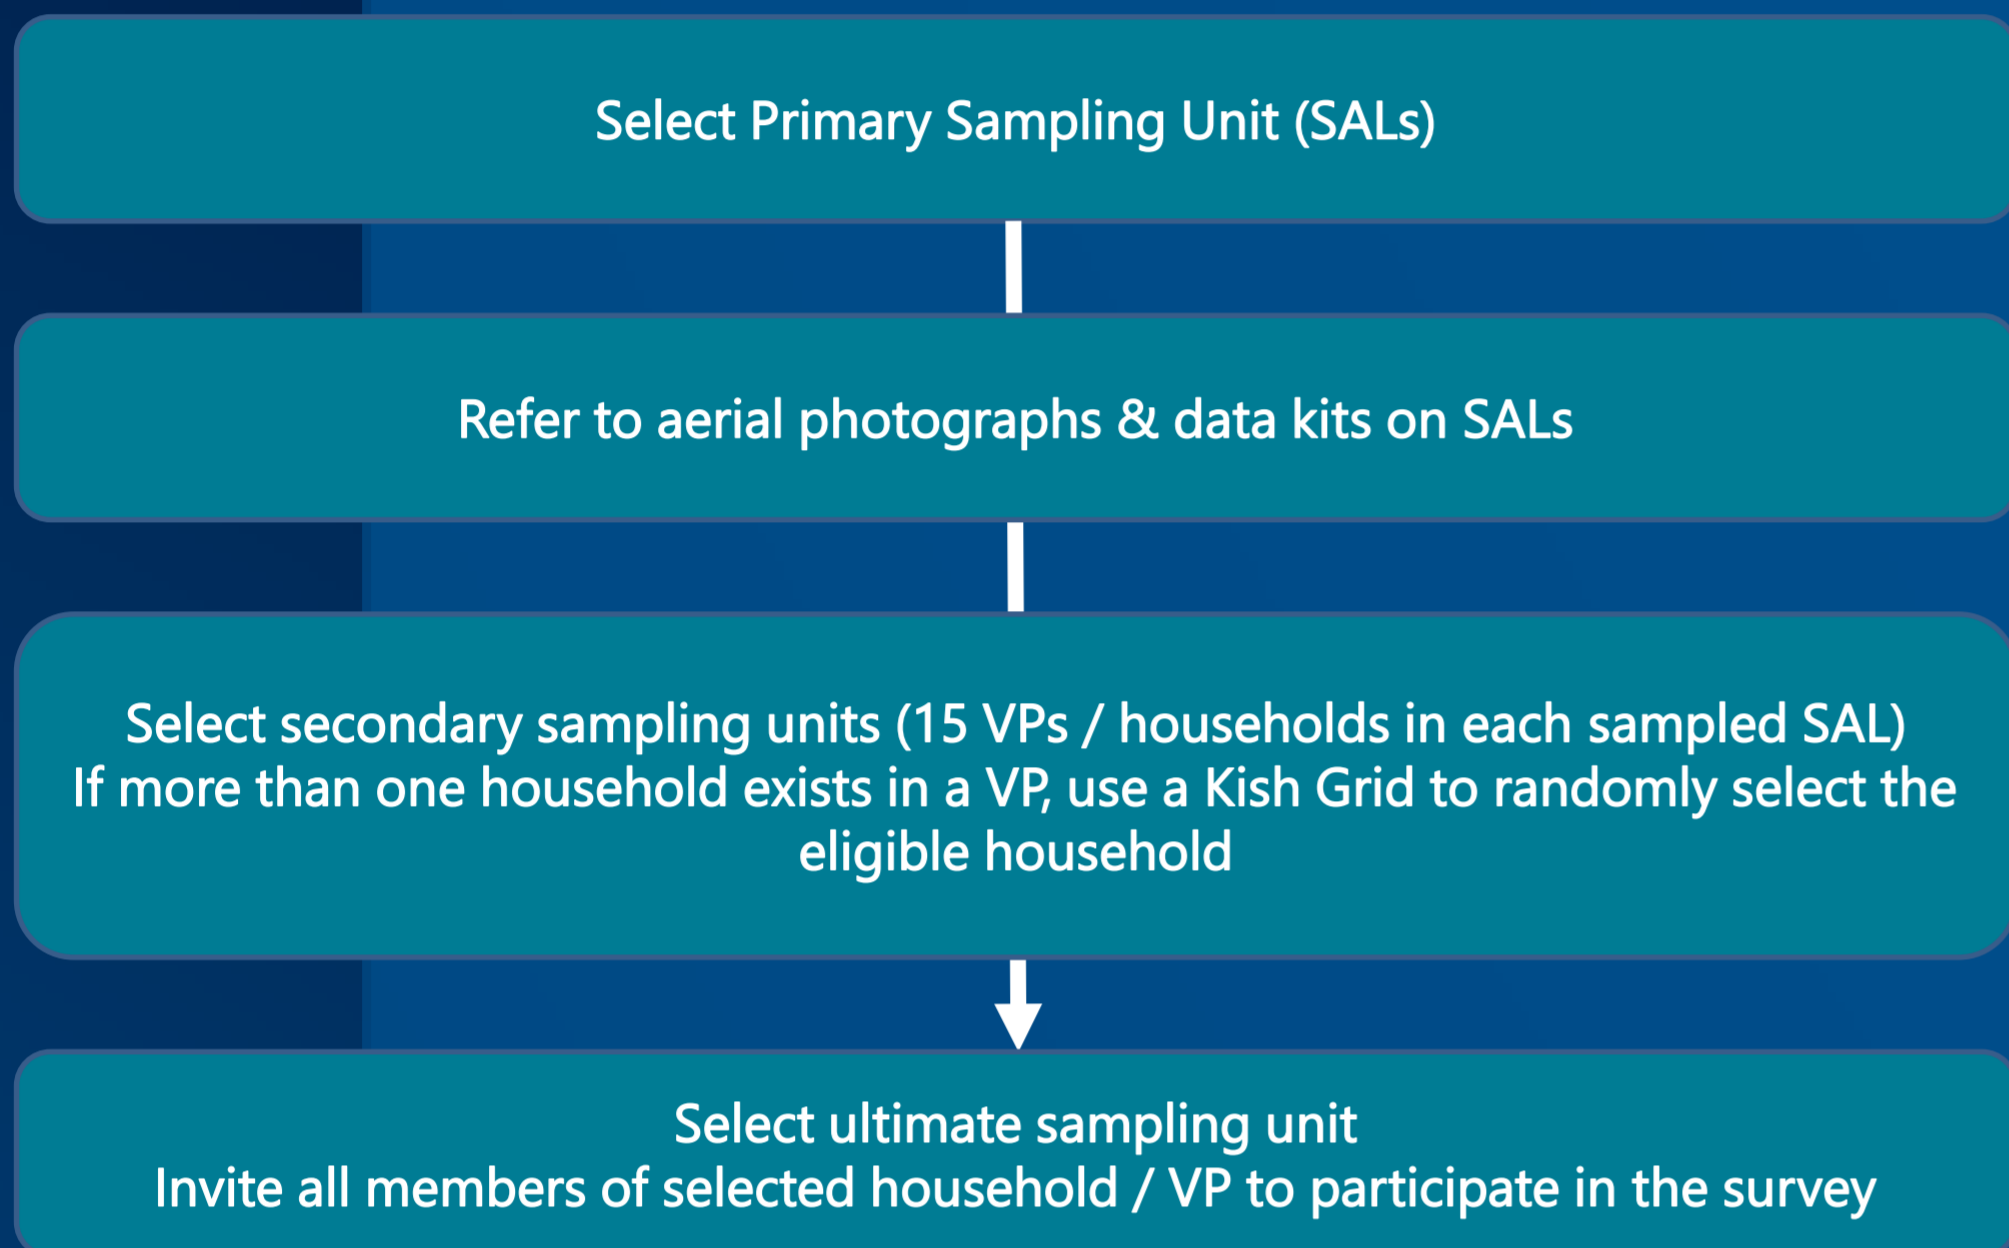 Select Primary Sampling Unit (SALs)
Refer to aerial photographs & data kits on SALs
Select secondary sampling units (15 VPs / households in each sampled SAL)
If more than one household exists in a VP, use a Kish Grid to randomly select the
eligible household
Select ultimate sampling unit
Invite all members of selected household / VP to participate in the survey